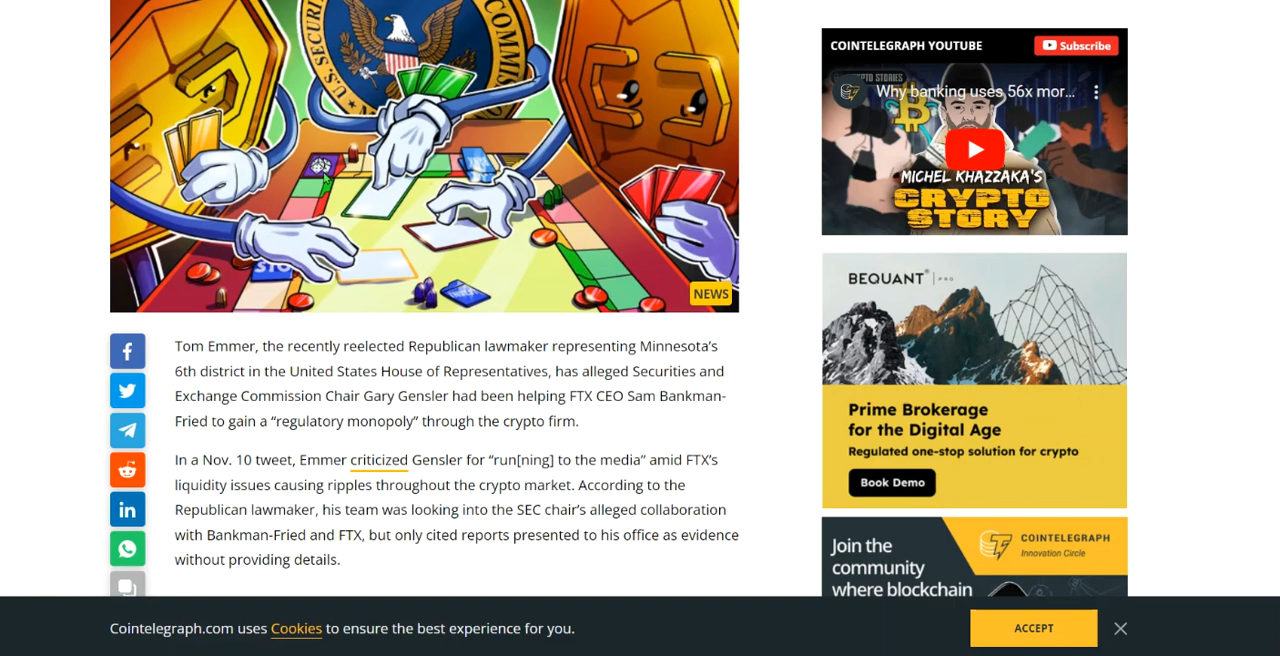 U.S. SECURI
COMMIS
STO
NEWS
Tom Emmer, the recently reelected Republican lawmaker representing Minnesota’s
6th district in the United States House of Representatives, has alleged Securities and
Exchange Commission Chair Gary Gensler had been helping FTX CEO Sam Bankman-
Fried to gain a “regulatory monopoly” through the crypto firm.
In a Nov. 10 tweet, Emmer criticized Gensler for “run[ning] to the media” amid FTX’s
liquidity issues causing ripples throughout the crypto market. According to the
Republican lawmaker, his team was looking into the SEC chair’s alleged collaboration
with Bankman-Fried and FTX, but only cited reports presented to his office as evidence
without providing details.
COINTELEGRAPH YOUTUBE
Subscribe
PTO STORIES
Why banking uses 56x mor...
MICHEL KHAZZAKA'S
CRYPTO
STORY
BEQUANT | PRO
Prime Brokerage
for the Digital Age
Regulated one-stop solution for crypto
Book Demo
COINTELEGRAPH
Innovation Circle
Join the
community
where blockchain
Cointelegraph.com uses Cookies to ensure the best experience for you.
ACCEPT